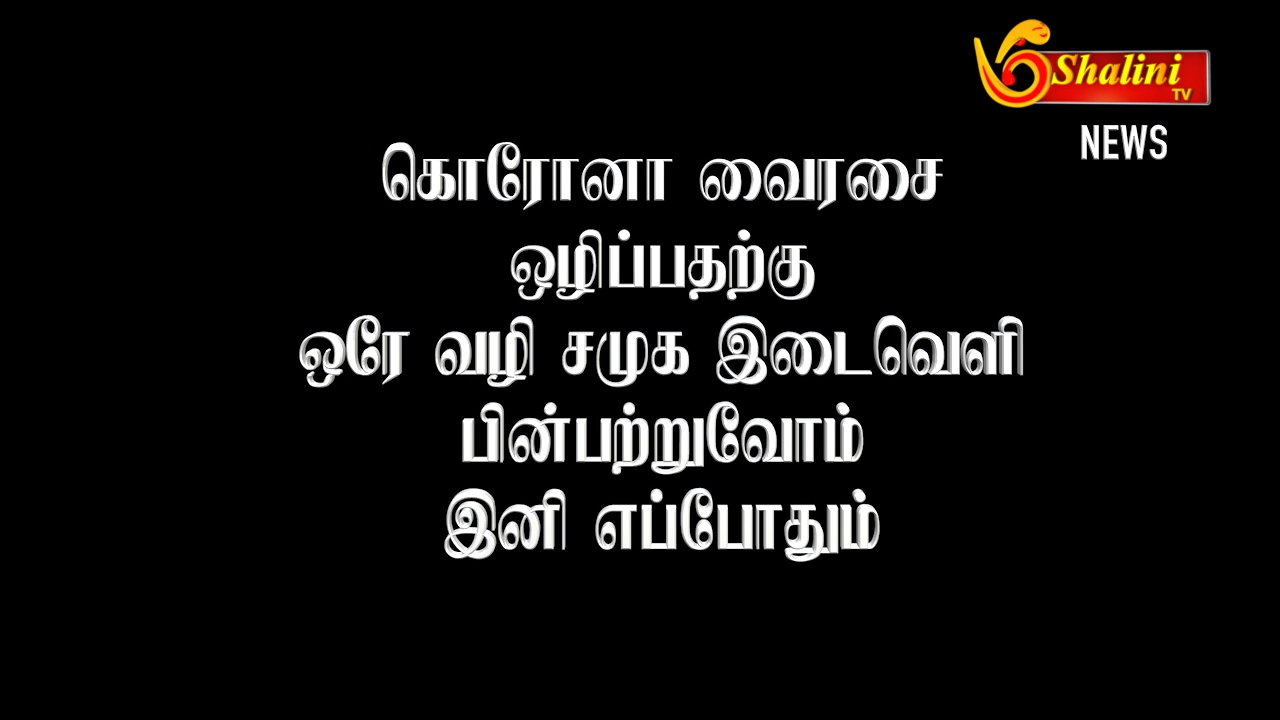 Shalini
TV
NEWS
கொரோனா வைரசை
ஒழிப்பதற்கு
ஒரே வழி சமுக இடைவெளி
பின்பற்றுவோம்
இனி எப்போதும்